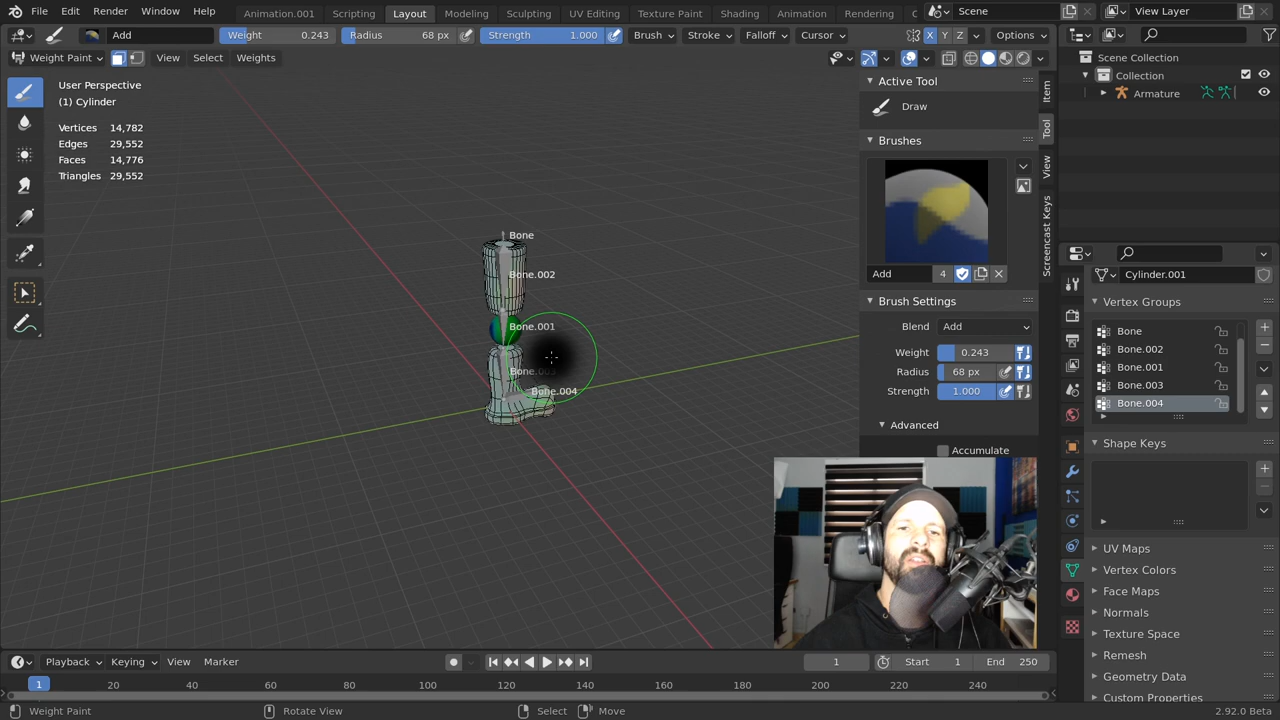 File Edit Render Window Help Animation.001 Scripting Layout Modeling Sculpting UV Editing Texture Paint Shading Animation Rendering Scene View Layer
Add Weight 0.243 Radius 68 px Strength 1.000 Brush Stroke Falloff Cursor X Y Z Options
Weight Paint View Select Weights
User Perspective
(1) Cylinder
Vertices 14,782
Edges 29,552
Faces 14,776
Triangles 29,552
Bone
Bone.002
Bone.001
Bone.004
Active Tool
Draw
Brushes
Add 4
Brush Settings
Blend Add
Weight 0.243
Radius 68 px
Strength 1.000
Advanced
Accumulate
Item
Tool
View
Screencast Keys
Scene Collection
Collection
Armature
Cylinder.001
Vertex Groups
Bone
Bone.002
Bone.001
Bone.003
Bone.004
Shape Keys
UV Maps
Vertex Colors
Face Maps
Normals
Texture Space
Remesh
Geometry Data
Custom Properties
Playback Keying View Marker 1 Start 1 End 250
1 20 40 60 80 100 120 140 160 180 200 220 240
Weight Paint Rotate View Select Move 2.92.0 Beta